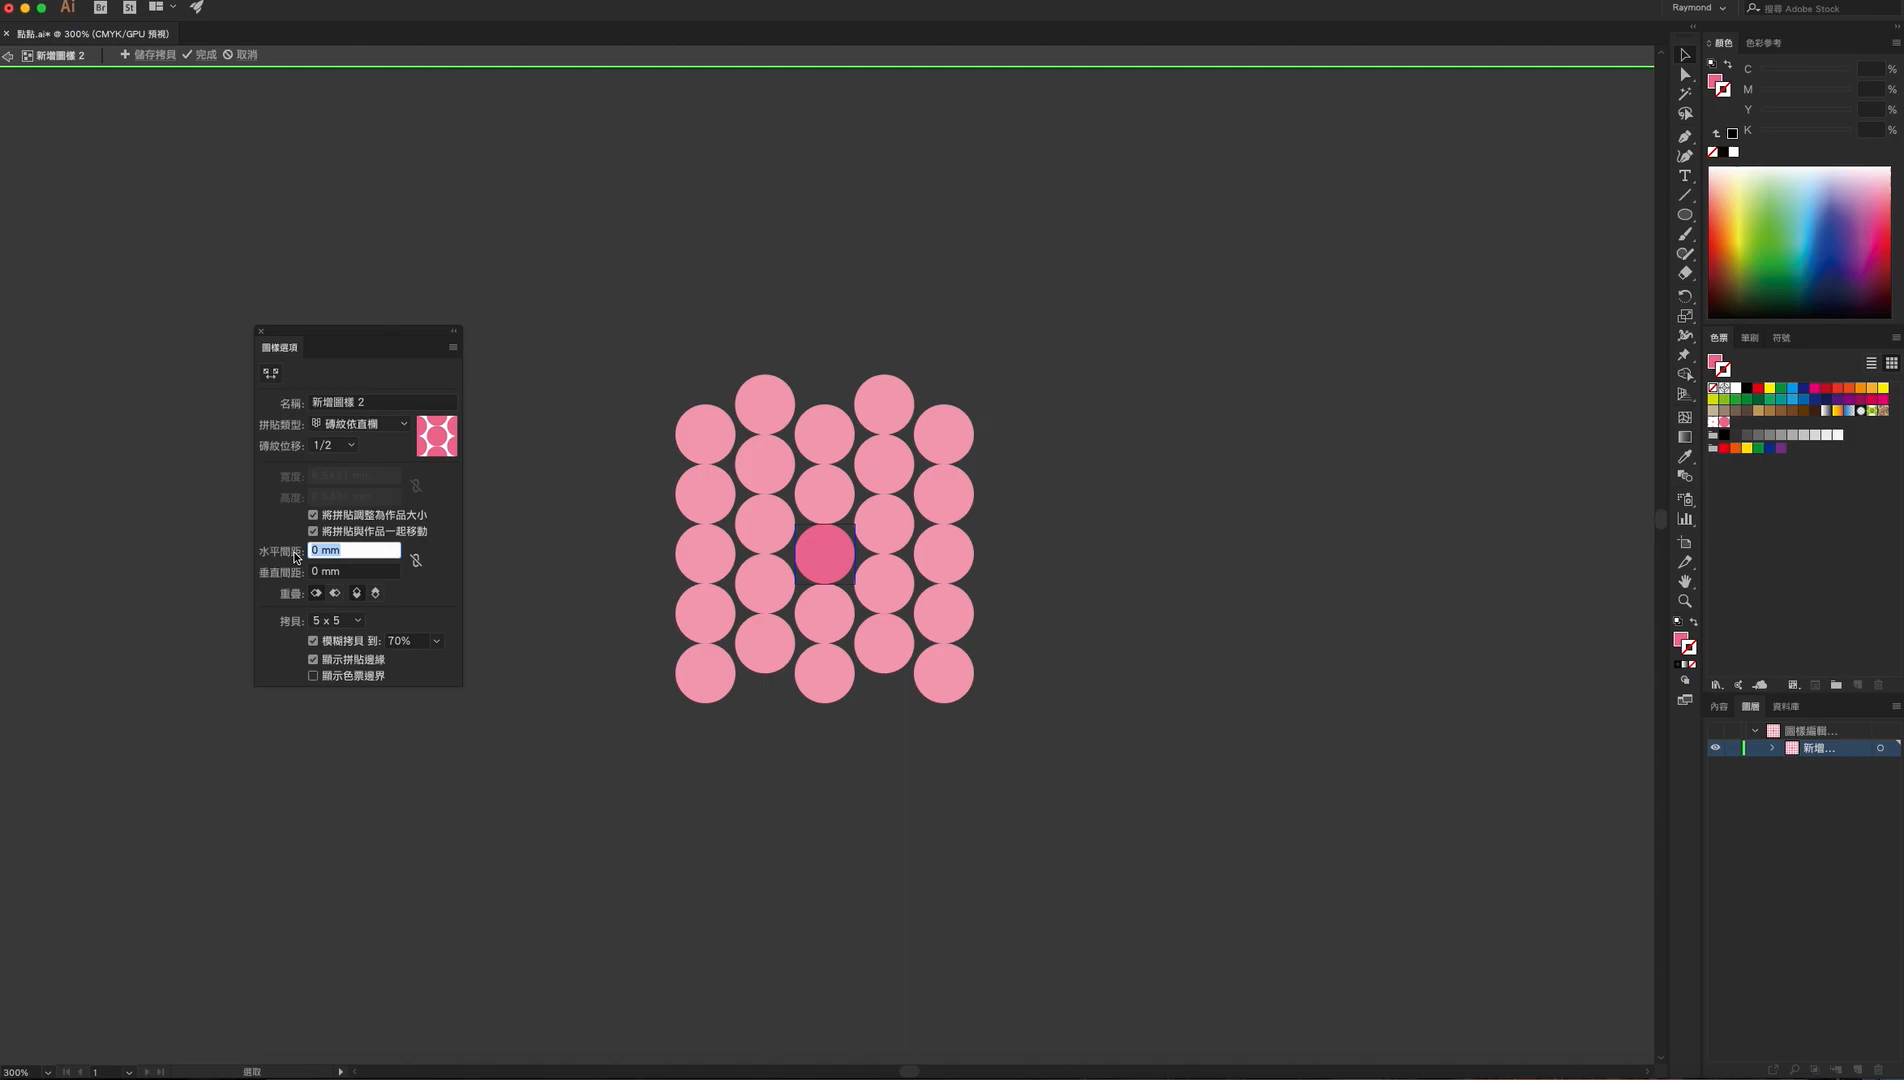 Ai Br St Raymond 搜尋 Adobe Stock
點點.ai* @ 300% (CMYK/GPU 預視)
新增圖樣 2 儲存拷貝 完成 取消
顏色 色彩參考
C %
M %
Y %
K %
圖樣選項
名稱: 新增圖樣 2
拼貼類型: 磚紋依直欄
磚紋位移: 1/2
寬度:
高度:
將拼貼調整為作品大小
將拼貼與作品一起移動
水平間距: 0 mm
垂直間距: 0 mm
重疊:
拷貝: 5 x 5
模糊拷貝 到: 70%
顯示拼貼邊緣
顯示色票邊界
色票 筆刷 符號
內容 圖層 資料庫
圖樣編輯...
新增...
300% 1 選取